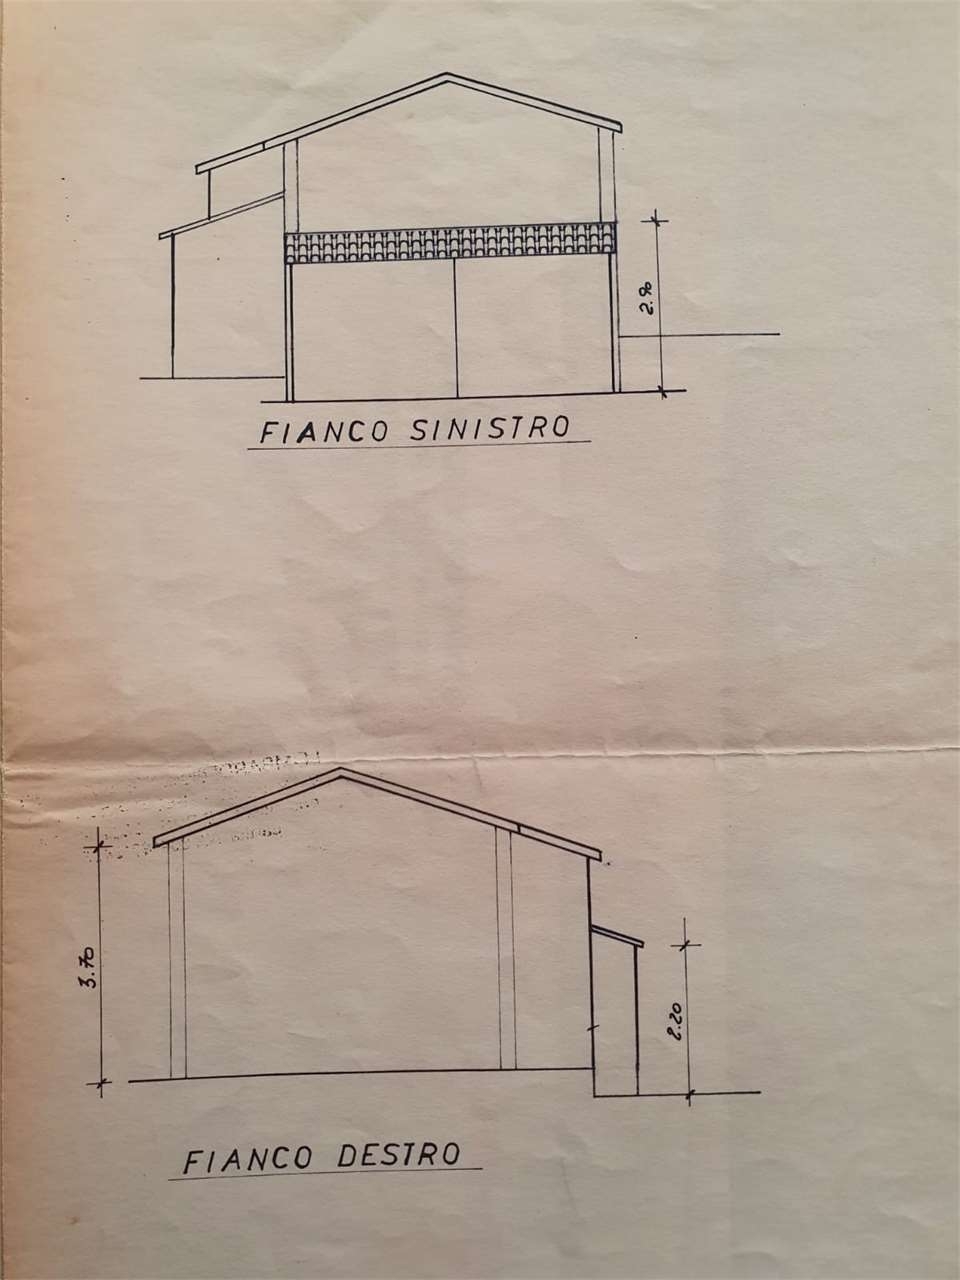 2.90
FIANCO SINISTRO
3.70
2.20
FIANCO DESTRO